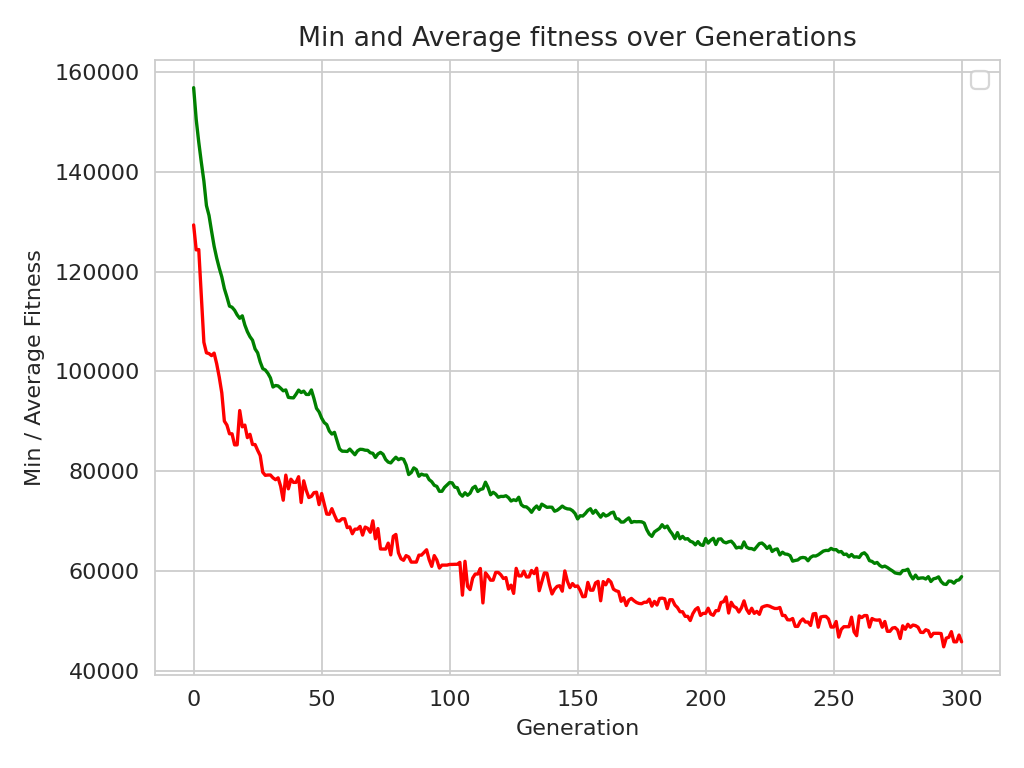 Min and Average fitness over Generations
160000
140000
120000
100000
80000
60000
40000
Min / Average Fitness
0 50 100 150 200 250 300
Generation